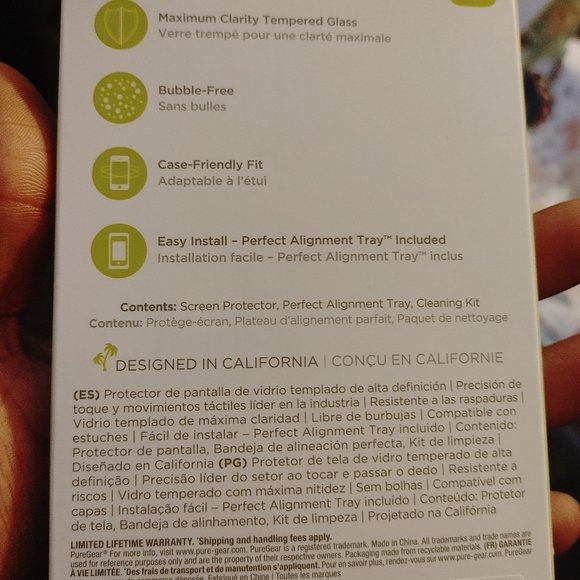 Maximum Clarity Tempered Glass
Verre trempé pour une clarté maximale
Bubble-Free
Sans bulles
Case-Friendly Fit
Adaptable à l'étui
Easy Install – Perfect Alignment Tray™ Included
Installation facile – Perfect Alignment Tray™ inclus
Contents: Screen Protector, Perfect Alignment Tray, Cleaning Kit
Contenu: Protège-écran, Plateau d'alignement parfait, Paquet de nettoyage
DESIGNED IN CALIFORNIA | CONÇU EN CALIFORNIE
(ES) Protector de pantalla de vidrio templado de alta definición | Precisión de
toque y movimientos táctiles líder en la industria | Resistente a las raspaduras |
Vidrio templado de máxima claridad | Libre de burbujas | Compatible con
estuches | Fácil de instalar – Perfect Alignment Tray incluido | Contenido:
Protector de pantalla, Bandeja de alineación perfecta, Kit de limpieza |
Diseñado en California (PG) Protetor de tela de vidro temperado de alta
definição | Precisão líder do setor ao tocar e passar o dedo | Resistente a
riscos | Vidro temperado com máxima nitidez | Sem bolhas | Compatível com
capas | Instalação fácil – Perfect Alignment Tray incluído | Conteúdo: Protetor
de tela, Bandeja de alinhamento, Kit de limpeza | Projetado na Califórnia
LIMITED LIFETIME WARRANTY. *Shipping and handling fees apply.
PureGear® For more info, visit www.pure-gear.com. PureGear is a registered trademark. Made in China. All trademarks and trade names are
used for reference purposes only and are the property of their respective owners. Packaging made from recyclable materials. (FR) GARANTIE
À VIE LIMITÉE. *Des frais de transport et de manutention s'appliquent. Pour en savoir plus, rendez-vous sur www.pure-gear.com. PureGear
déposée. Fabriqué en Chine | Toutes les marques